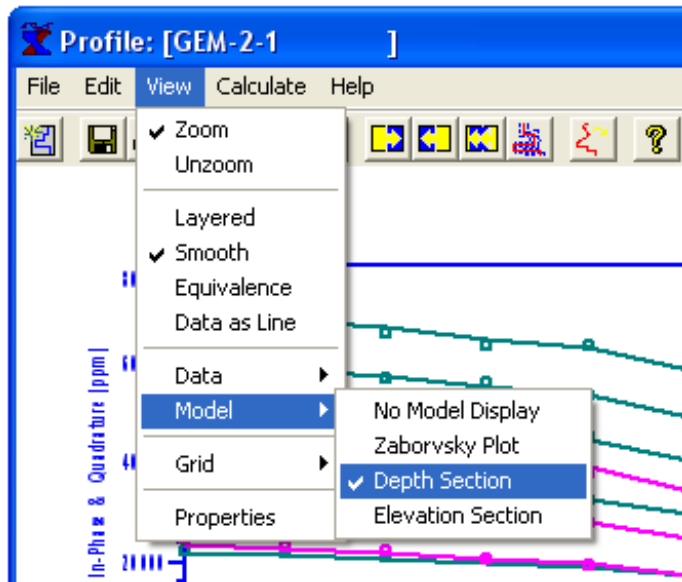 Profile: [GEM-2-1 ]
File Edit View Calculate Help
Zoom
Unzoom
Layered
Smooth
Equivalence
Data as Line
Data
Model
Grid
Properties
No Model Display
Zaborvsky Plot
Depth Section
Elevation Section
In-Phase & Quadrature [ppm]
20000